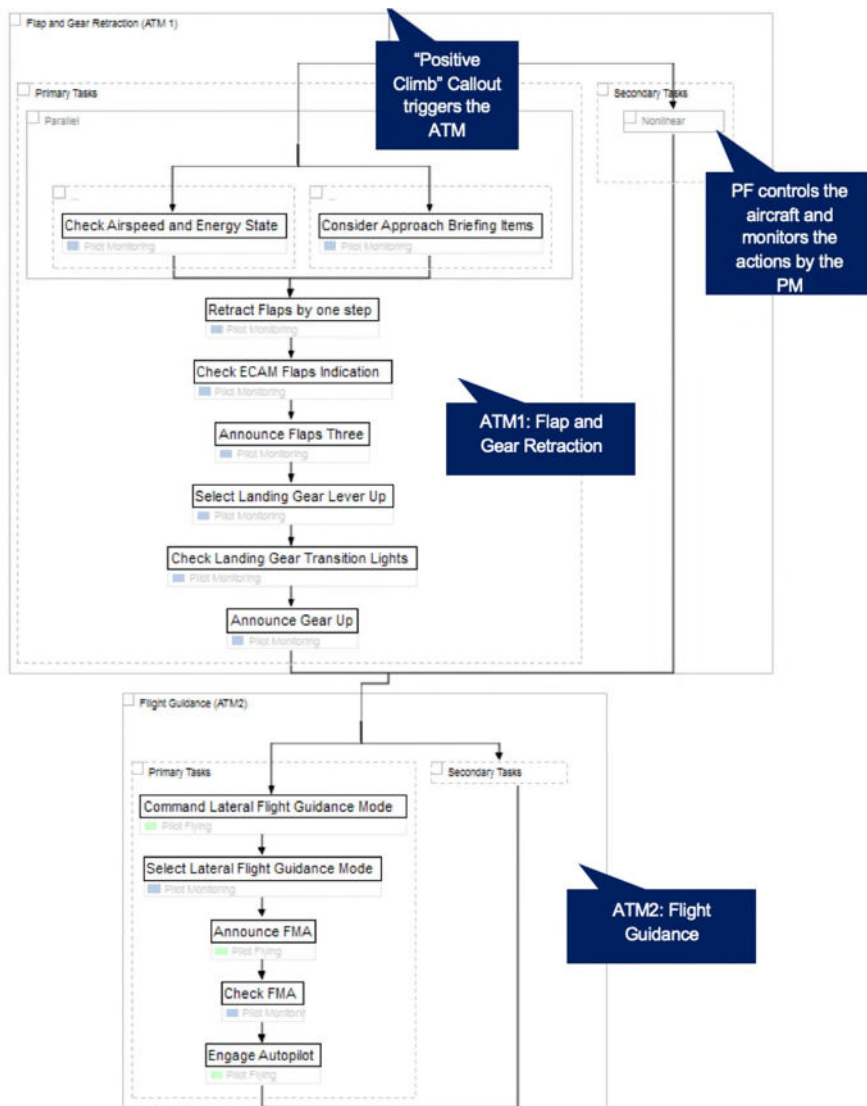 Flap and Gear Retraction (ATM 1)
“Positive
Climb” Callout
triggers the
ATM
Primary Tasks
Secondary Tasks
Parallel
Nonlinear
PF controls the
aircraft and
monitors the
actions by the
PM
...
...
Check Airspeed and Energy State
Pilot Monitoring
Consider Approach Briefing Items
Pilot Monitoring
Retract Flaps by one step
Pilot Monitoring
Check ECAM Flaps Indication
Pilot Monitoring
ATM1: Flap and
Gear Retraction
Announce Flaps Three
Pilot Monitoring
Select Landing Gear Lever Up
Pilot Monitoring
Check Landing Gear Transition Lights
Pilot Monitoring
Announce Gear Up
Pilot Monitoring
Flight Guidance (ATM2)
Primary Tasks
Secondary Tasks
Command Lateral Flight Guidance Mode
Pilot Flying
Select Lateral Flight Guidance Mode
Pilot Monitoring
ATM2: Flight
Guidance
Announce FMA
Pilot Flying
Check FMA
Pilot Monitorin
Engage Autopilot
Pilot Flying